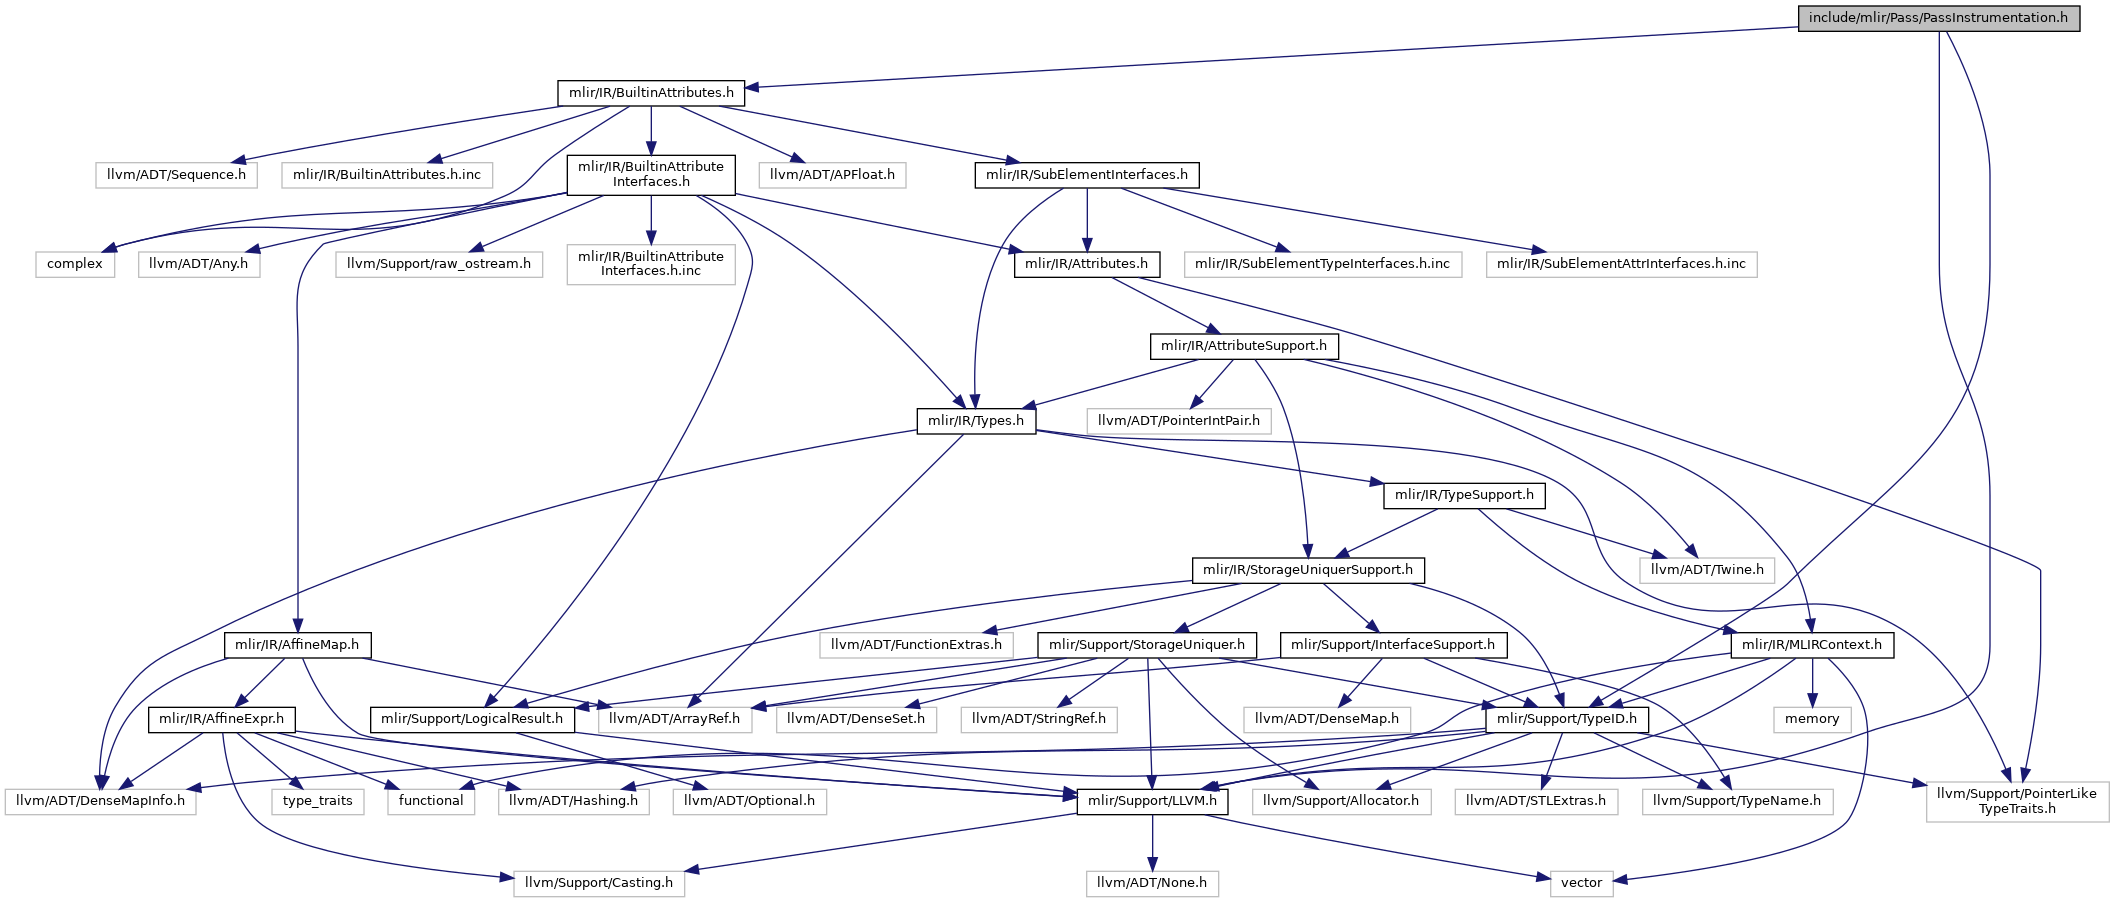 include/mlir/Pass/PassInstrumentation.h
mlir/IR/BuiltinAttributes.h
llvm/ADT/Sequence.h
mlir/IR/BuiltinAttributes.h.inc
mlir/IR/BuiltinAttribute
Interfaces.h
llvm/ADT/APFloat.h
mlir/IR/SubElementInterfaces.h
complex
llvm/ADT/Any.h
llvm/Support/raw_ostream.h
mlir/IR/BuiltinAttribute
Interfaces.h.inc
mlir/IR/Attributes.h
mlir/IR/SubElementTypeInterfaces.h.inc
mlir/IR/SubElementAttrInterfaces.h.inc
mlir/IR/AttributeSupport.h
mlir/IR/Types.h
llvm/ADT/PointerIntPair.h
mlir/IR/TypeSupport.h
mlir/IR/StorageUniquerSupport.h
llvm/ADT/Twine.h
mlir/IR/AffineMap.h
llvm/ADT/FunctionExtras.h
mlir/Support/StorageUniquer.h
mlir/Support/InterfaceSupport.h
mlir/IR/MLIRContext.h
mlir/IR/AffineExpr.h
mlir/Support/LogicalResult.h
llvm/ADT/ArrayRef.h
llvm/ADT/DenseSet.h
llvm/ADT/StringRef.h
llvm/ADT/DenseMap.h
mlir/Support/TypeID.h
memory
llvm/ADT/DenseMapInfo.h
type_traits
functional
llvm/ADT/Hashing.h
llvm/ADT/Optional.h
mlir/Support/LLVM.h
llvm/Support/Allocator.h
llvm/ADT/STLExtras.h
llvm/Support/TypeName.h
llvm/Support/PointerLike
TypeTraits.h
llvm/Support/Casting.h
llvm/ADT/None.h
vector